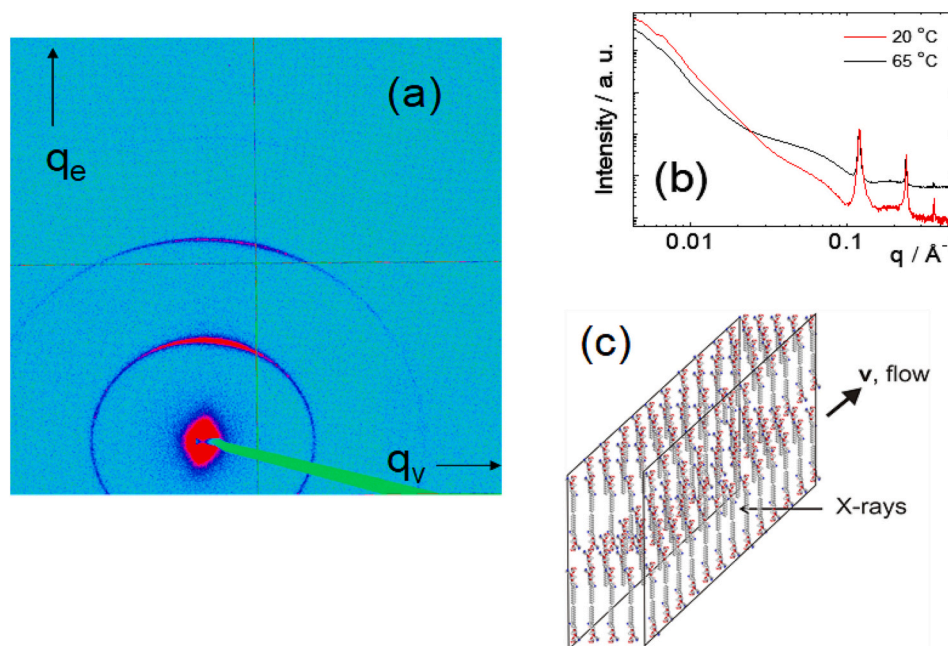 (a)
qe
qv
(b)
20 °C
65 °C
Intensity / a. u.
0.01
0.1
q / Å-
(c)
v, flow
X-rays